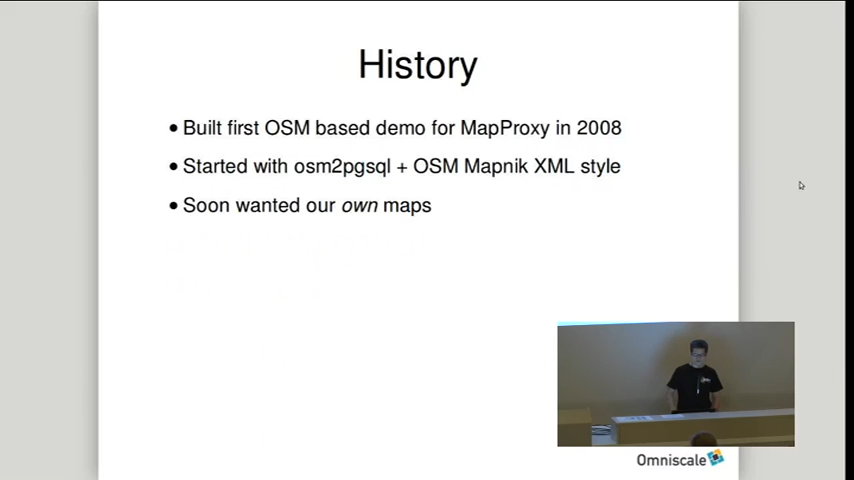 History
• Built first OSM based demo for MapProxy in 2008
• Started with osm2pgsql + OSM Mapnik XML style
• Soon wanted our own maps
Omniscale